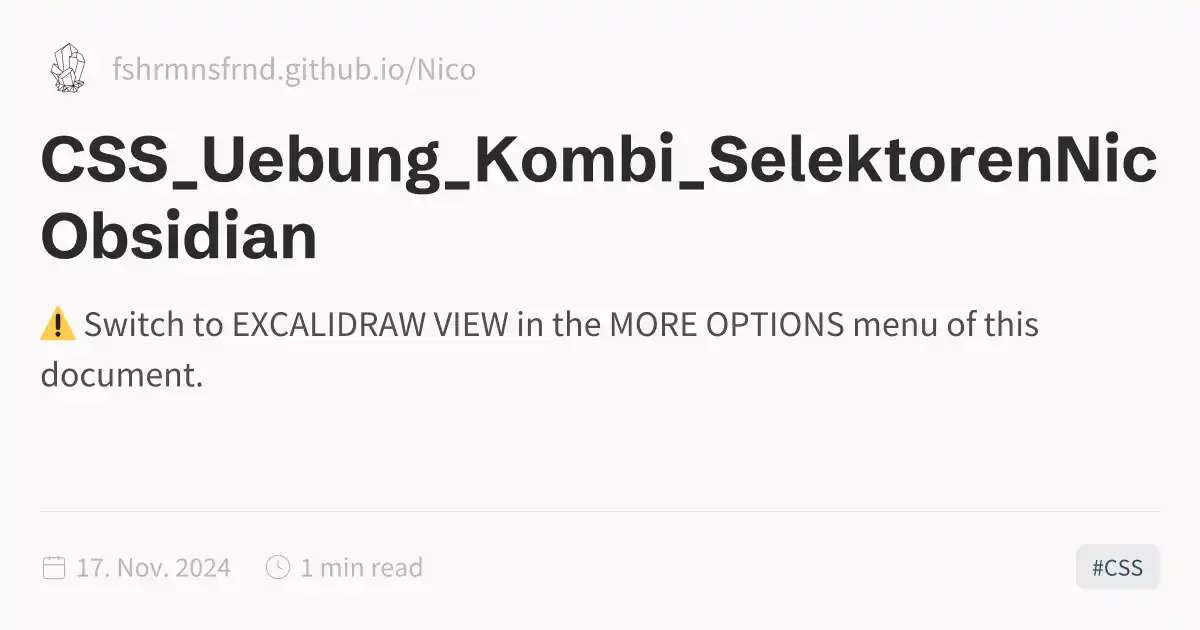 fshrmnsfrnd.github.io/Nico
CSS_Uebung_Kombi_SelektorenNic
Obsidian
⚠️ Switch to EXCALIDRAW VIEW in the MORE OPTIONS menu of this
document.
17. Nov. 2024 1 min read #CSS